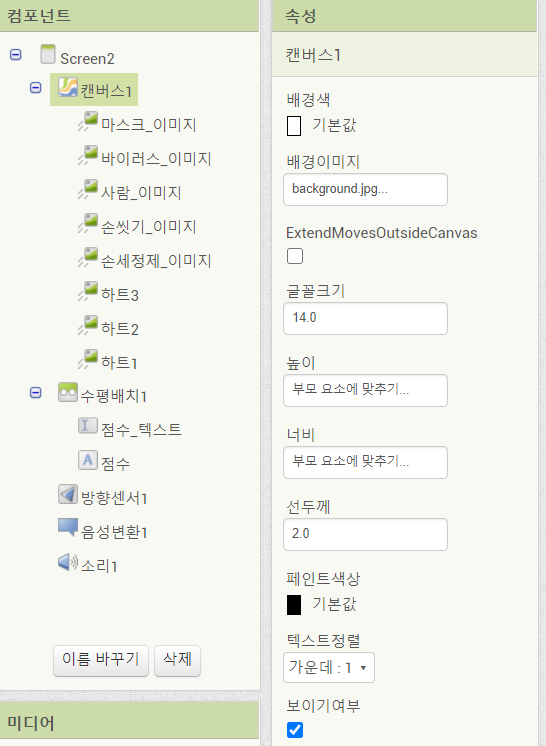 컴포넌트
Screen2
캔버스1
마스크_이미지
바이러스_이미지
사람_이미지
손씻기_이미지
손세정제_이미지
하트3
하트2
하트1
수평배치1
점수_텍스트
점수
방향센서1
음성변환1
소리1
이름 바꾸기 삭제
미디어
속성
캔버스1
배경색
기본값
배경이미지
background.jpg...
ExtendMovesOutsideCanvas
글꼴크기
14.0
높이
부모 요소에 맞추기...
너비
부모 요소에 맞추기...
선두께
2.0
페인트색상
기본값
텍스트정렬
가운데 : 1
보이기여부